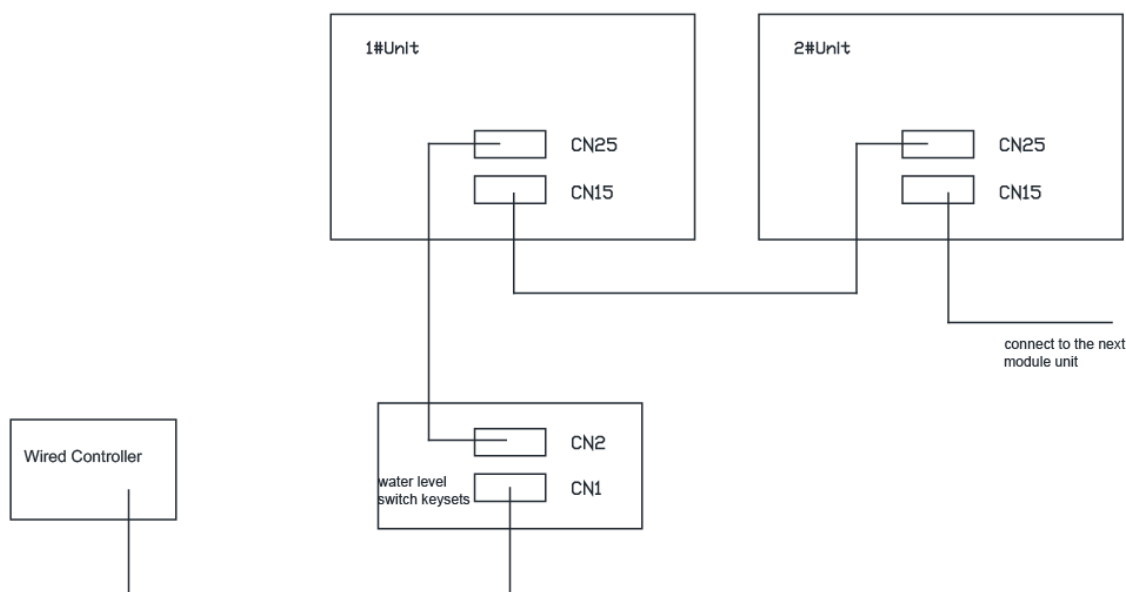 1#Unit
2#Unit
CN25
CN25
CN15
CN15
connect to the next
module unit
Wired Controller
CN2
water level
switch keysets
CN1